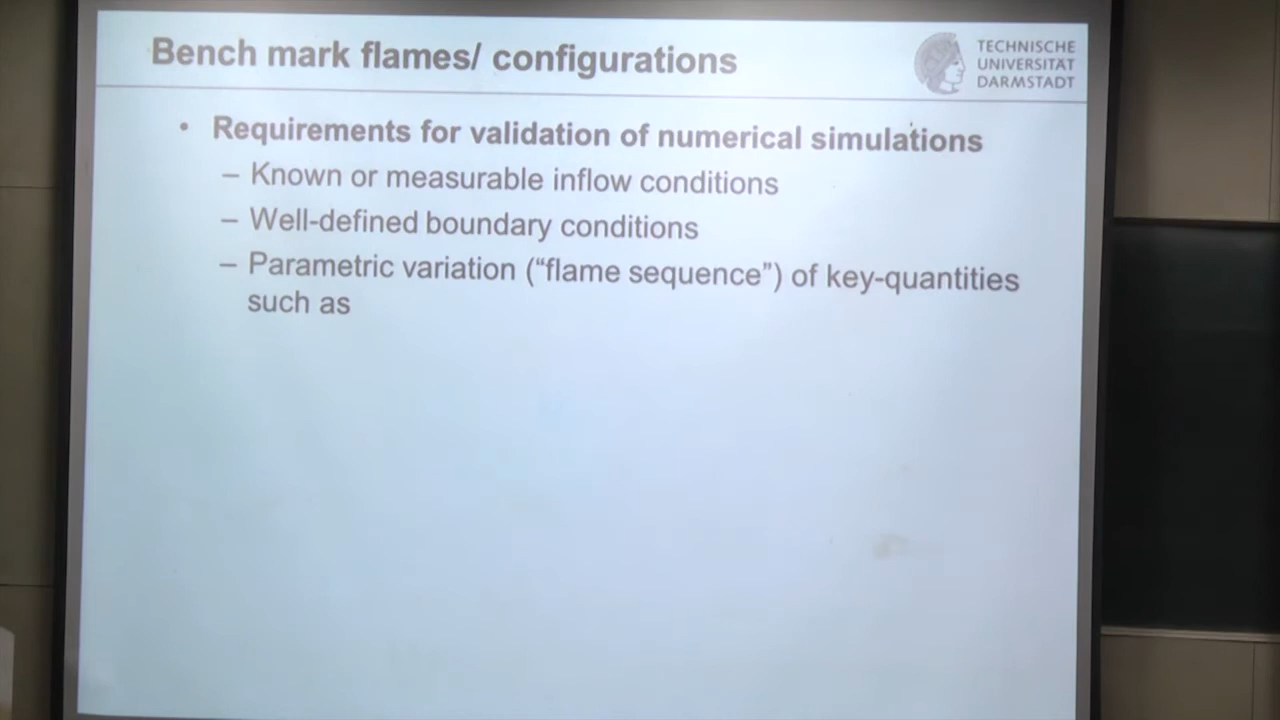 Bench mark flames/ configurations
TECHNISCHE
UNIVERSITÄT
DARMSTADT
• Requirements for validation of numerical simulations
– Known or measurable inflow conditions
– Well-defined boundary conditions
– Parametric variation (“flame sequence”) of key-quantities
such as